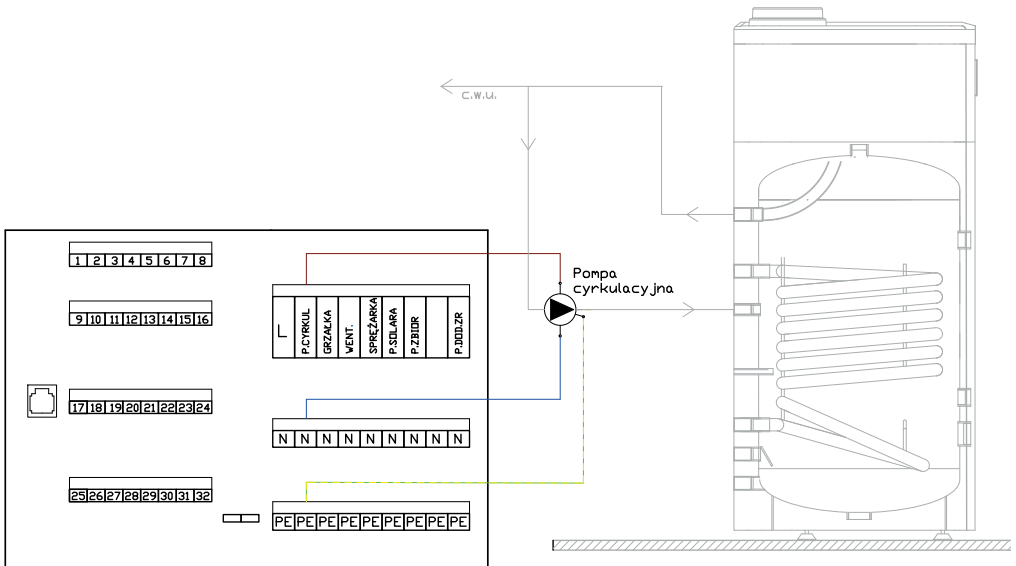 c.w.u.
1 2 3 4 5 6 7 8
Pompa
cyrkulacyjna
9 10 11 12 13 14 15 16
L
P.CYRKUL
GRZAŁKA
WENT.
SPRĘŻARKA
P.SOLARA
P.ZBIOR
P.DOD.ZR
17 18 19 20 21 22 23 24
N N N N N N N N N
25 26 27 28 29 30 31 32
PE PE PE PE PE PE PE PE PE